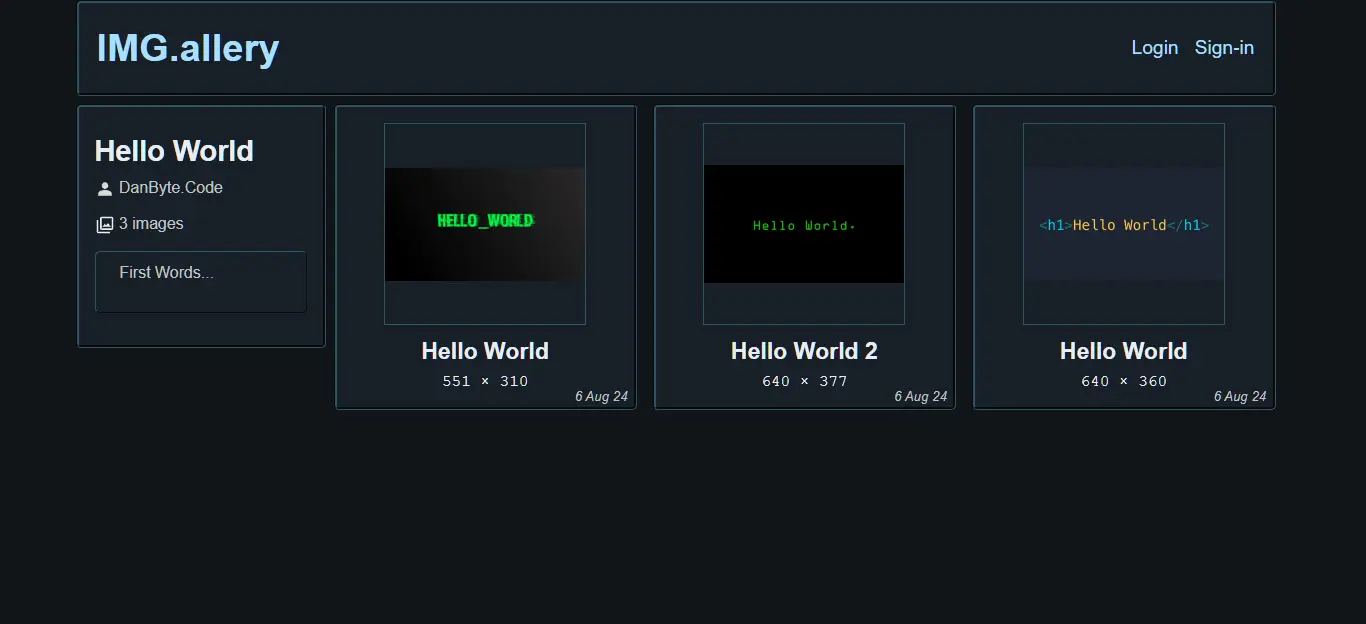 IMG.allery
Login Sign-in
Hello World
DanByte.Code
3 images
First Words...
HELLO_WORLD
Hello World
551 × 310
6 Aug 24
Hello World.
Hello World 2
640 × 377
6 Aug 24
<h1>Hello World</h1>
Hello World
640 × 360
6 Aug 24